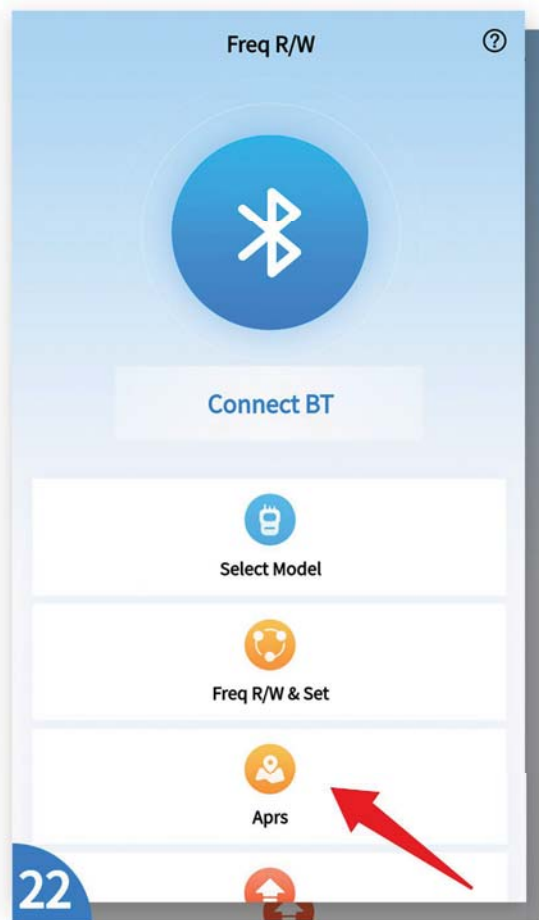 Freq R/W
Connect BT
Select Model
Freq R/W & Set
Aprs
22